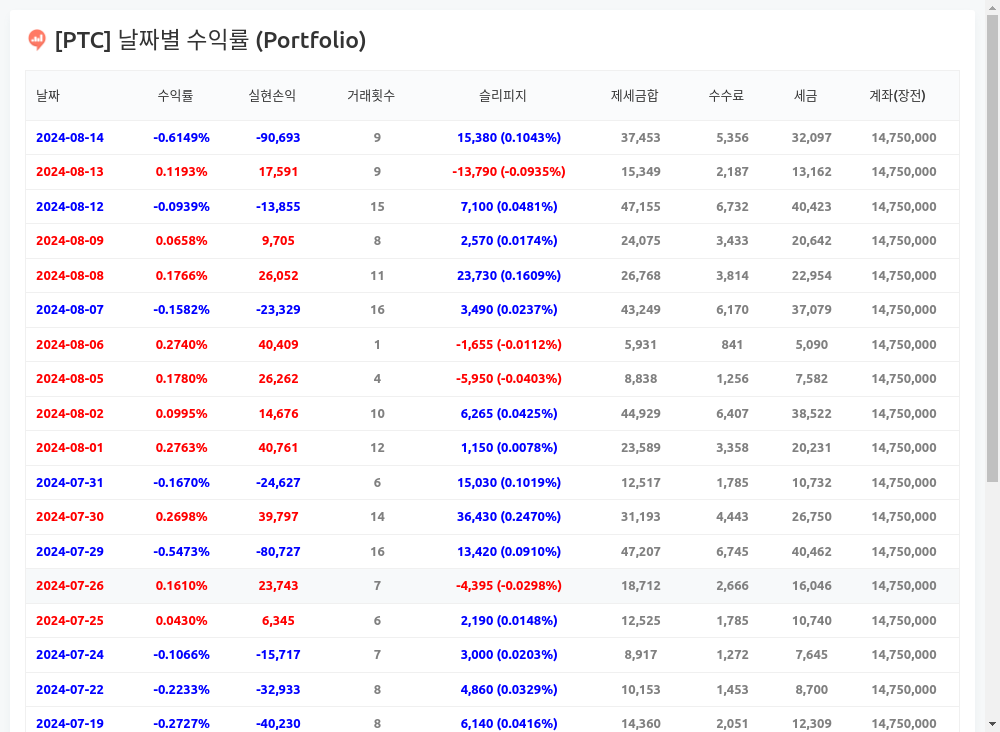 [PTC] 날짜별 수익률 (Portfolio)
날짜 수익률 실현손익 거래횟수 슬리피지 제세금합 수수료 세금 계좌(장전)
2024-08-14 -0.6149% -90,693 9 15,380 (0.1043%) 37,453 5,356 32,097 14,750,000
2024-08-13 0.1193% 17,591 9 -13,790 (-0.0935%) 15,349 2,187 13,162 14,750,000
2024-08-12 -0.0939% -13,855 15 7,100 (0.0481%) 47,155 6,732 40,423 14,750,000
2024-08-09 0.0658% 9,705 8 2,570 (0.0174%) 24,075 3,433 20,642 14,750,000
2024-08-08 0.1766% 26,052 11 23,730 (0.1609%) 26,768 3,814 22,954 14,750,000
2024-08-07 -0.1582% -23,329 16 3,490 (0.0237%) 43,249 6,170 37,079 14,750,000
2024-08-06 0.2740% 40,409 1 -1,655 (-0.0112%) 5,931 841 5,090 14,750,000
2024-08-05 0.1780% 26,262 4 -5,950 (-0.0403%) 8,838 1,256 7,582 14,750,000
2024-08-02 0.0995% 14,676 10 6,265 (0.0425%) 44,929 6,407 38,522 14,750,000
2024-08-01 0.2763% 40,761 12 1,150 (0.0078%) 23,589 3,358 20,231 14,750,000
2024-07-31 -0.1670% -24,627 6 15,030 (0.1019%) 12,517 1,785 10,732 14,750,000
2024-07-30 0.2698% 39,797 14 36,430 (0.2470%) 31,193 4,443 26,750 14,750,000
2024-07-29 -0.5473% -80,727 16 13,420 (0.0910%) 47,207 6,745 40,462 14,750,000
2024-07-26 0.1610% 23,743 7 -4,395 (-0.0298%) 18,712 2,666 16,046 14,750,000
2024-07-25 0.0430% 6,345 6 2,190 (0.0148%) 12,525 1,785 10,740 14,750,000
2024-07-24 -0.1066% -15,717 7 3,000 (0.0203%) 8,917 1,272 7,645 14,750,000
2024-07-22 -0.2233% -32,933 8 4,860 (0.0329%) 10,153 1,453 8,700 14,750,000
2024-07-19 -0.2727% -40,230 8 6,140 (0.0416%) 14,360 2,051 12,309 14,750,000